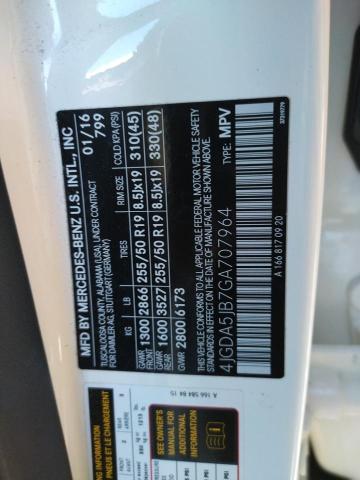 MFD BY MERCEDES-BENZ U.S. INTL., INC
TUSCALOOSA COUNTY, ALABAMA (USA), UNDER CONTRACT
FOR DAIMLER AG, STUTTGART (GERMANY)
01/16
799
KG LB TIRES RIM SIZE COLD KPA(PSI)
GAWR FRONT 1300 2860 255/50 R19 8.5Jx19 310(45)
GAWR REAR 1600 3527 255/50 R19 8.5Jx19 330(48)
GWR 2800 6173
THIS VEHICLE CONFORMS TO ALL APPLICABLE FEDERAL MOTOR VEHICLE SAFETY
STANDARDS IN EFFECT ON THE DATE OF MANUFACTURE SHOWN ABOVE.
4JGDA5JB7GA707964 TYPE: MPV
A 166 817 09 20
37219779
A 166 584 84 15
SEE OWNER'S
MANUAL FOR
ADDITIONAL
INFORMATION